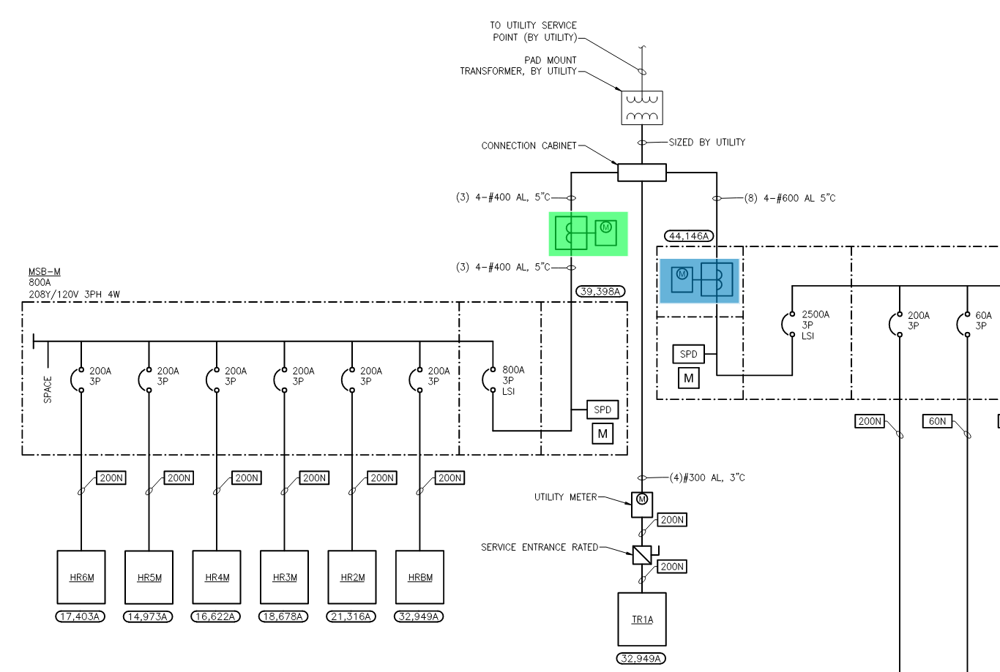 TO UTILITY SERVICE
POINT (BY UTILITY)
PAD MOUNT
TRANSFORMER, BY UTILITY
SIZED BY UTILITY
CONNECTION CABINET
(3) 4-#400 AL, 5"C
(8) 4-#600 AL 5"C
M
44,146A
(3) 4-#400 AL, 5"C
M
MSB-M
800A
208Y/120V 3PH 4W
39,398A
2500A
3P
LSI
200A
3P
60A
3P
SPD
M
SPACE
200A
3P
200A
3P
200A
3P
200A
3P
200A
3P
200A
3P
800A
3P
LSI
SPD
M
200N
60N
200N
200N
200N
200N
200N
200N
(4)#300 AL, 3"C
UTILITY METER
M
200N
SERVICE ENTRANCE RATED
200N
HR6M
HR5M
HR4M
HR3M
HR2M
HRBM
17,403A
14,973A
16,622A
18,678A
21,316A
32,949A
TR1A
32,949A